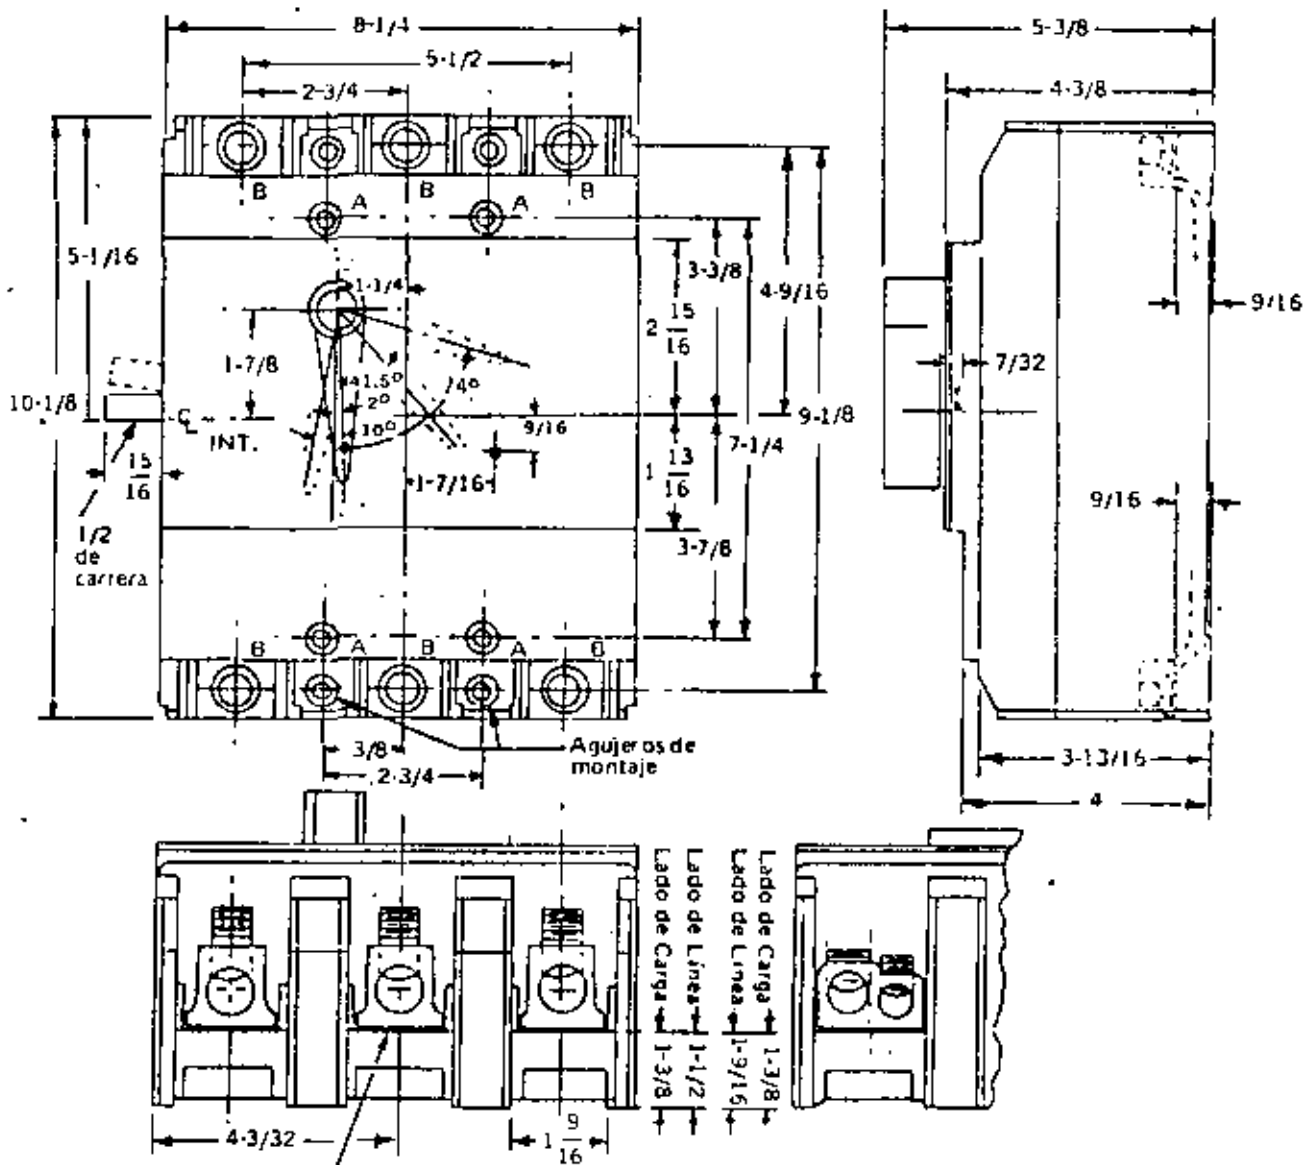 8-1/4
5-1/2
2-3/4
5-3/8
4-3/8
B B B
A A
5-1/16
1-1/4
3-3/8
4-9/16
9/16
2 15/16
1-7/8
7/32
10-1/8
9-1/8
2°
10°
INT.
9/16
7-1/4
15/16
1-7/16
1 13/16
9/16
3-7/8
1/2
de
carrera
B A B A B
3/8
2-3/4
Agujeros de
montaje
3-13/16
4
Lado de Carga 1-3/8
Lado de Línea 1-1/2
Lado de Línea 1-9/16
Lado de Carga 1-3/8
4-3/32
1 9/16